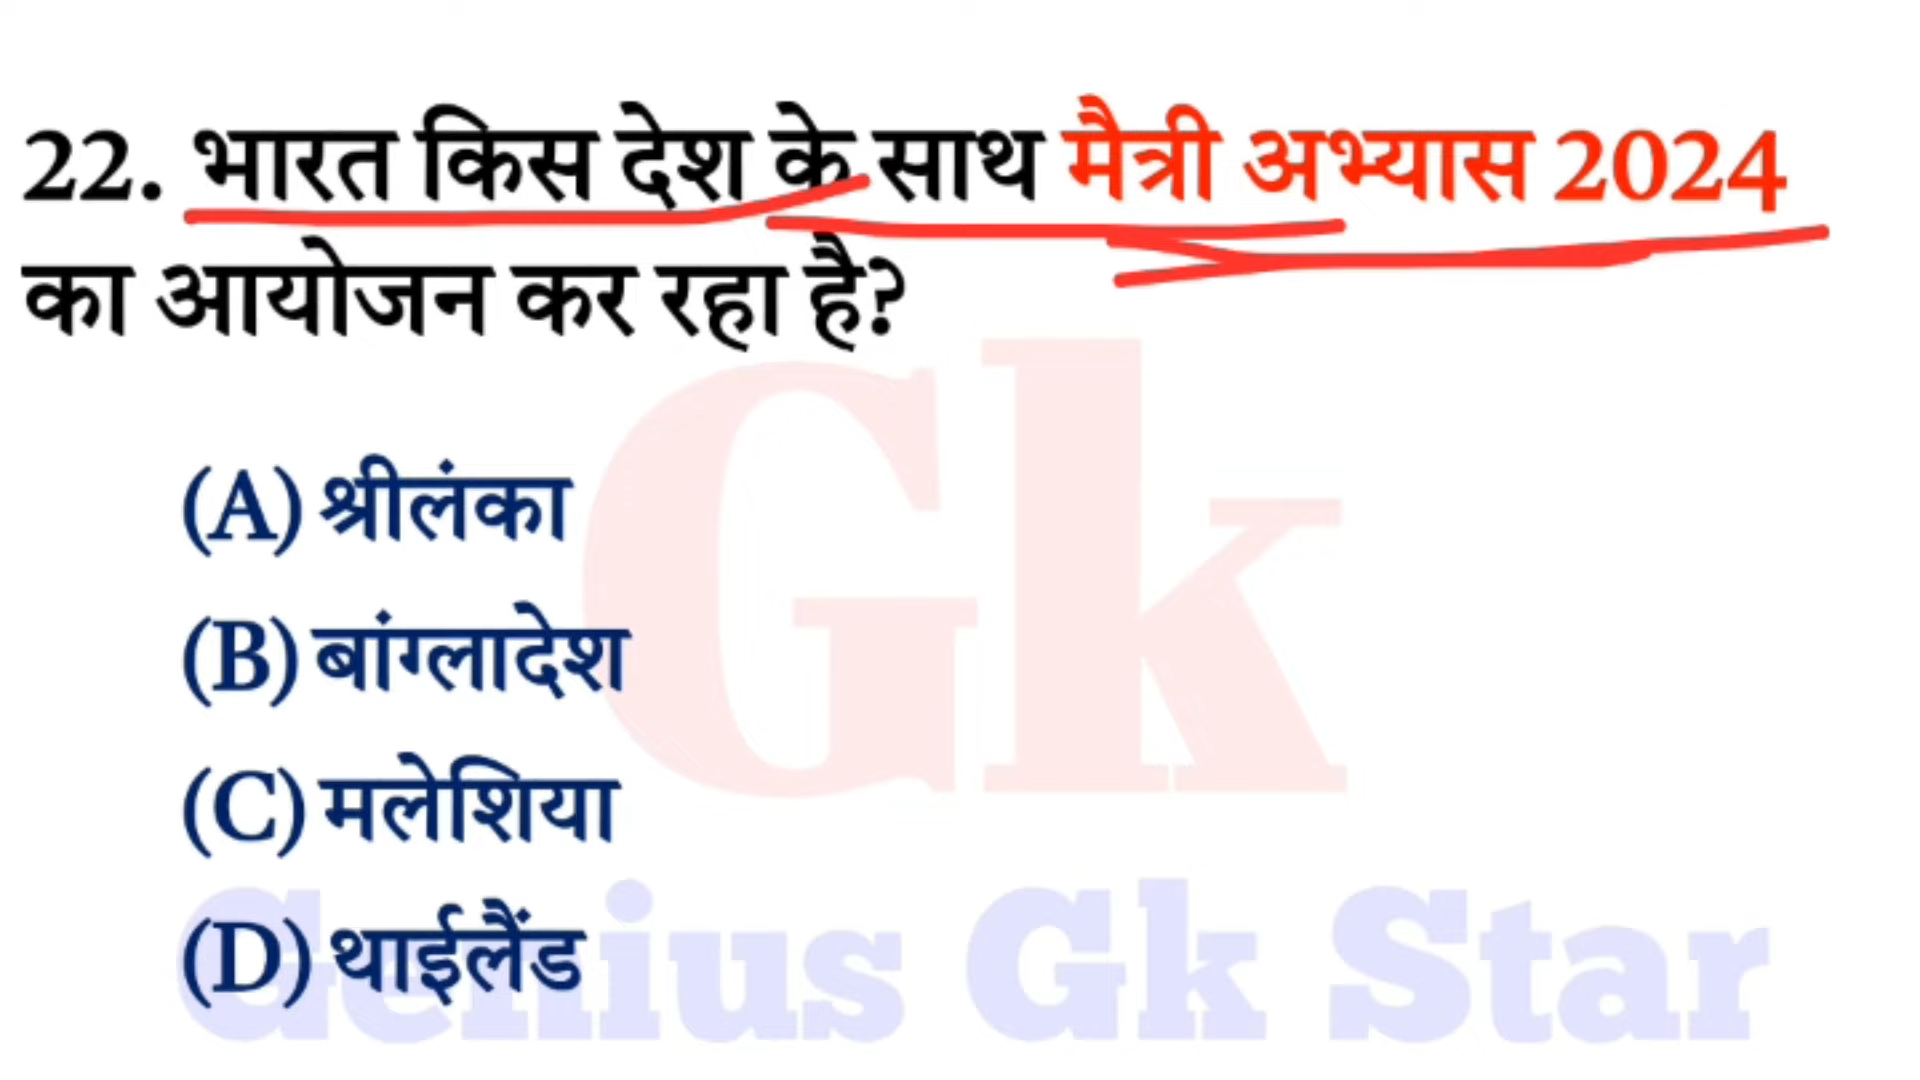 22. भारत किस देश के साथ मैत्री अभ्यास 2024
का आयोजन कर रहा है?
Gk
(A) श्रीलंका
(B) बांग्लादेश
(C) मलेशिया
(D) थाईलैंड
Genius Gk Star